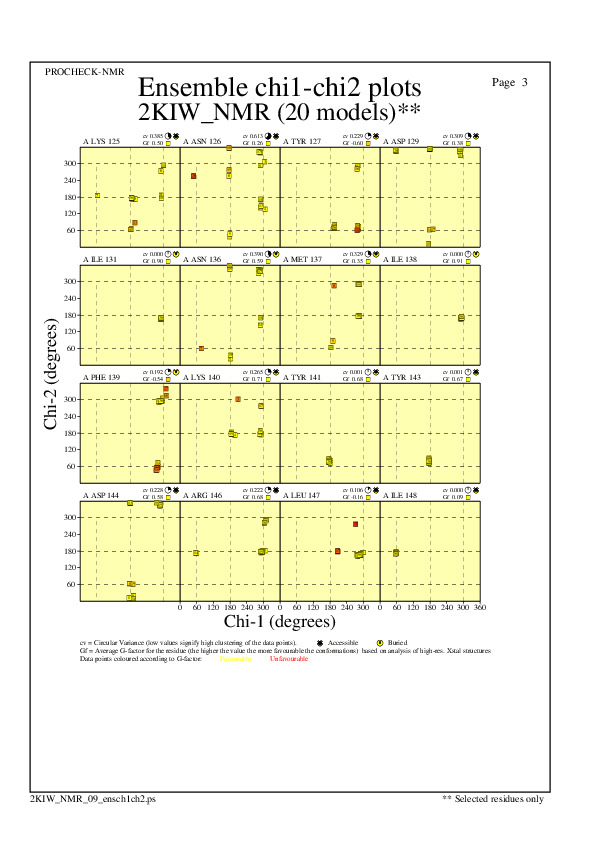 PROCHECK-NMR
Page 3
Ensemble chi1-chi2 plots
2KIW_NMR (20 models)**
cv 0.385 cv 0.613 cv 0.229 cv 0.309
A LYS 125 Gf 0.50 A ASN 126 Gf 0.26 A TYR 127 Gf -0.60 A ASP 129 Gf 0.38
300
240
180
120
60
cv 0.000 cv 0.390 cv 0.329 cv 0.000
A ILE 131 Gf 0.90 A ASN 136 Gf 0.59 A MET 137 Gf 0.35 A ILE 138 Gf 0.91
300
240
180
120
60
cv 0.192 cv 0.265 cv 0.001 cv 0.001
A PHE 139 Gf -0.54 A LYS 140 Gf 0.71 A TYR 141 Gf 0.68 A TYR 143 Gf 0.67
300
240
180
120
60
cv 0.228 cv 0.222 cv 0.106 cv 0.000
A ASP 144 Gf 0.58 A ARG 146 Gf 0.68 A LEU 147 Gf -0.16 A ILE 148 Gf 0.09
300
240
180
120
60
Chi-2 (degrees)
0 60 120 180 240 300 0 60 120 180 240 300 0 60 120 180 240 300 360
Chi-1 (degrees)
cv = Circular Variance (low values signify high clustering of the data points). Accessible Buried
Gf = Average G-factor for the residue (the higher the value the more favourable the conformations) based on analysis of high-res. Xstal structures
Data points coloured according to G-factor: Favourable Unfavourable
2KIW_NMR_09_ensch1ch2.ps
** Selected residues only